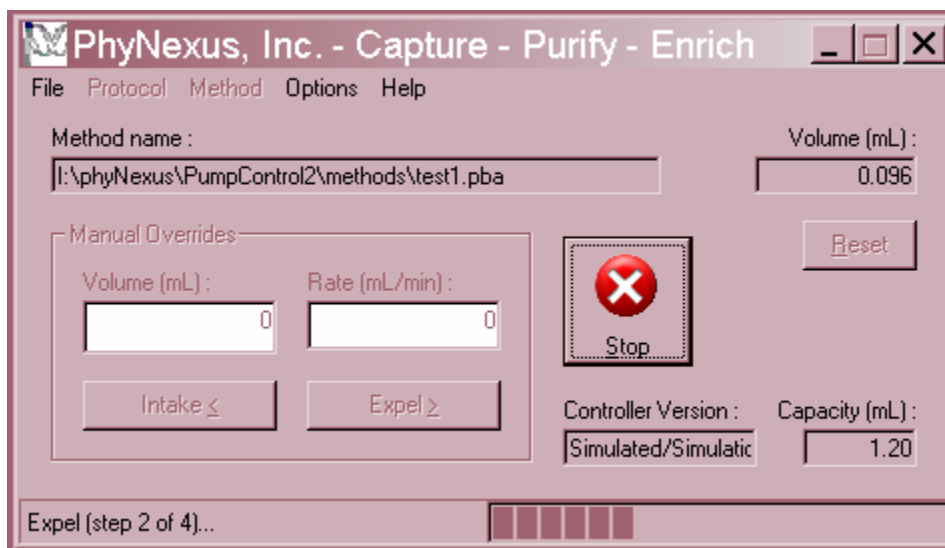 PhyNexus, Inc. - Capture - Purify - Enrich
File Protocol Method Options Help
Method name :
Volume (mL) :
I:\phyNexus\PumpControl2\methods\test1.pba
0.096
Manual Overrides
Reset
Volume (mL) :
Rate (mL/min) :
0
0
Stop
Intake <
Expel >
Controller Version :
Capacity (mL) :
Simulated/Simulatic
1.20
Expel (step 2 of 4)...